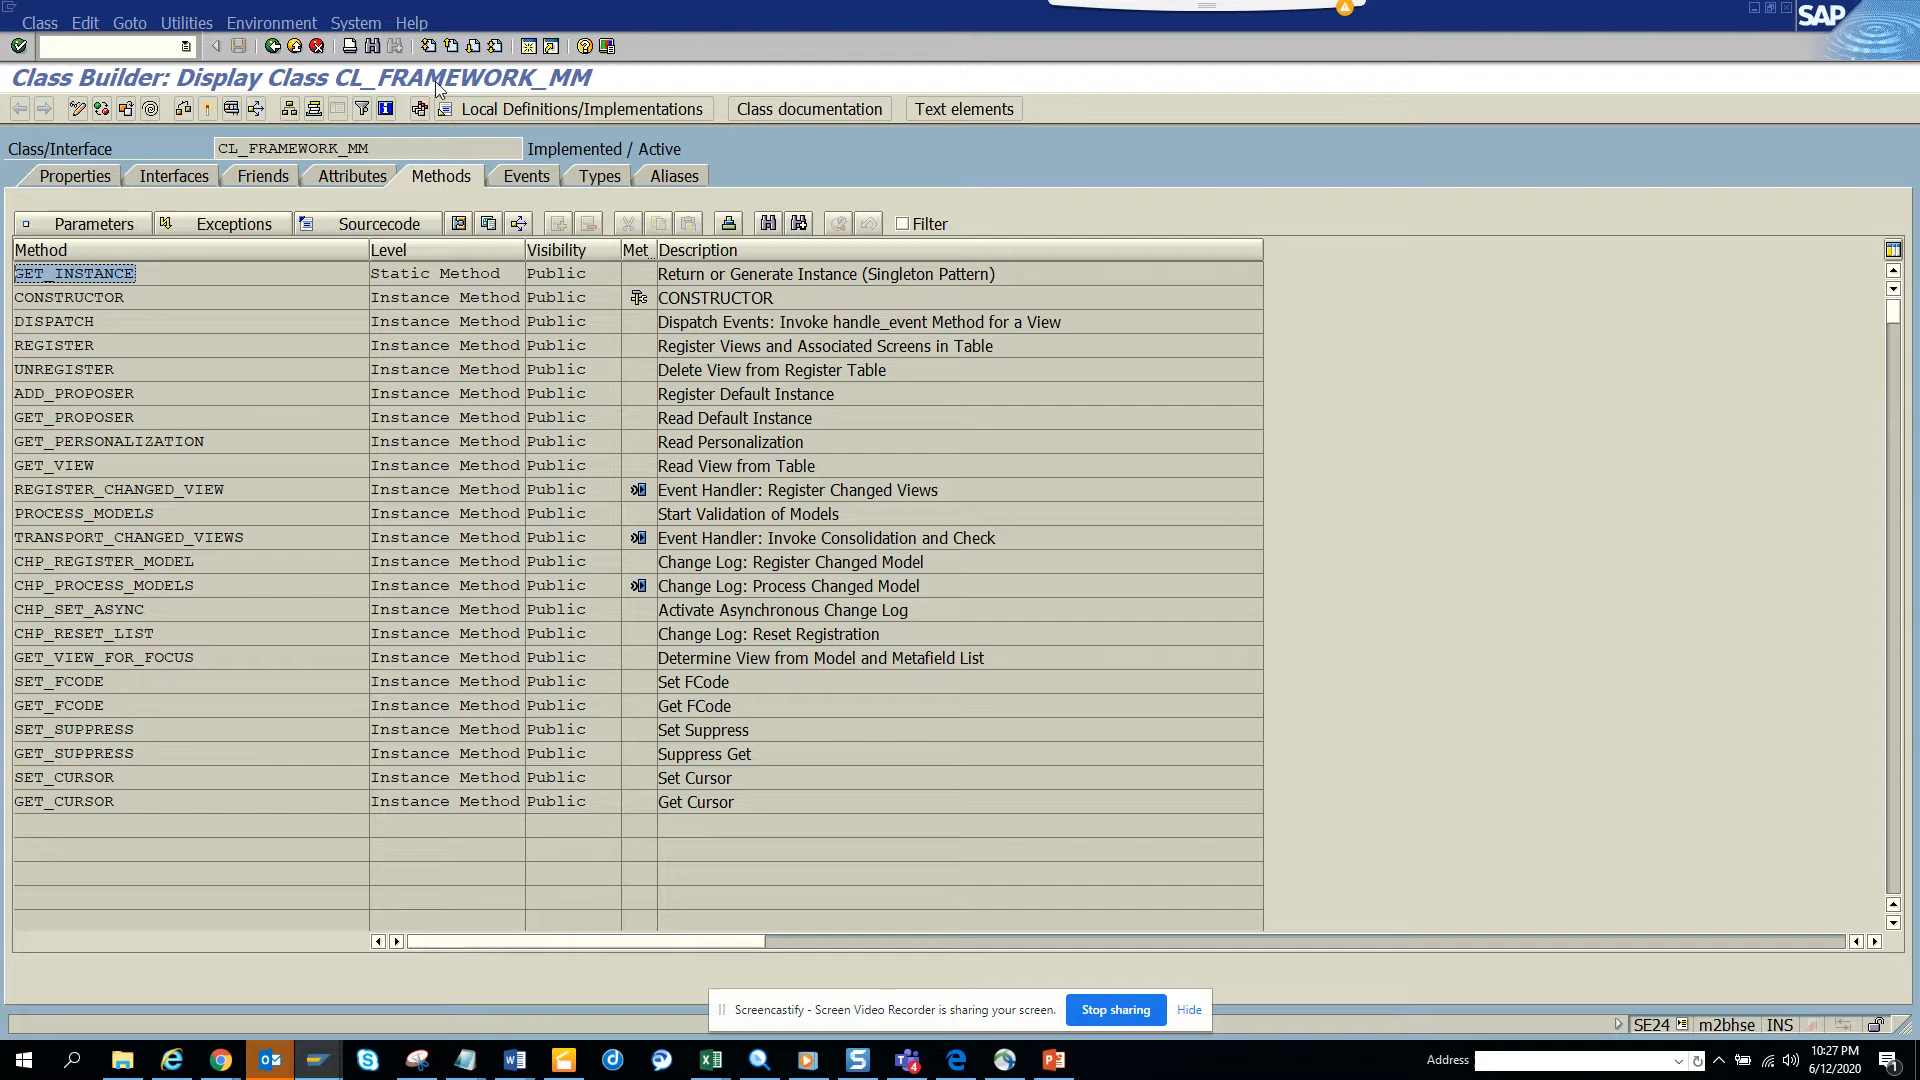 Class Edit Goto Utilities Environment System Help
SAP
Class Builder: Display Class CL_FRAMEWORK_MM
Local Definitions/Implementations Class documentation Text elements
Class/Interface CL_FRAMEWORK_MM Implemented / Active
Properties Interfaces Friends Attributes Methods Events Types Aliases
Parameters Exceptions Sourcecode Filter
Method Level Visibility Met... Description
GET_INSTANCE Static Method Public Return or Generate Instance (Singleton Pattern)
CONSTRUCTOR Instance Method Public CONSTRUCTOR
DISPATCH Instance Method Public Dispatch Events: Invoke handle_event Method for a View
REGISTER Instance Method Public Register Views and Associated Screens in Table
UNREGISTER Instance Method Public Delete View from Register Table
ADD_PROPOSER Instance Method Public Register Default Instance
GET_PROPOSER Instance Method Public Read Default Instance
GET_PERSONALIZATION Instance Method Public Read Personalization
GET_VIEW Instance Method Public Read View from Table
REGISTER_CHANGED_VIEW Instance Method Public Event Handler: Register Changed Views
PROCESS_MODELS Instance Method Public Start Validation of Models
TRANSPORT_CHANGED_VIEWS Instance Method Public Event Handler: Invoke Consolidation and Check
CHP_REGISTER_MODEL Instance Method Public Change Log: Register Changed Model
CHP_PROCESS_MODELS Instance Method Public Change Log: Process Changed Model
CHP_SET_ASYNC Instance Method Public Activate Asynchronous Change Log
CHP_RESET_LIST Instance Method Public Change Log: Reset Registration
GET_VIEW_FOR_FOCUS Instance Method Public Determine View from Model and Metafield List
SET_FCODE Instance Method Public Set FCode
GET_FCODE Instance Method Public Get FCode
SET_SUPPRESS Instance Method Public Set Suppress
GET_SUPPRESS Instance Method Public Suppress Get
SET_CURSOR Instance Method Public Set Cursor
GET_CURSOR Instance Method Public Get Cursor
Screencastify - Screen Video Recorder is sharing your screen. Stop sharing Hide
SE24 m2bhse INS
Address 10:27 PM
6/12/2020